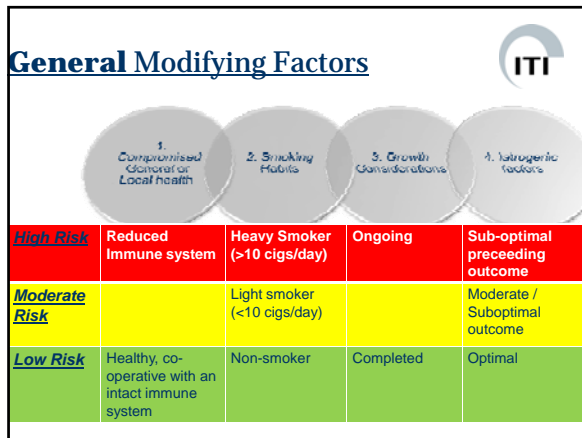 General Modifying Factors
ITI
1.
Compromised
General or
Local health
2. Smoking
Habits
3. Growth
Considerations
4. Iatrogenic
factors
High Risk
Reduced
Immune system
Heavy Smoker
(>10 cigs/day)
Ongoing
Sub-optimal
preceeding
outcome
Moderate
Risk
Light smoker
(<10 cigs/day)
Moderate /
Suboptimal
outcome
Low Risk
Healthy, co-
operative with an
intact immune
system
Non-smoker
Completed
Optimal